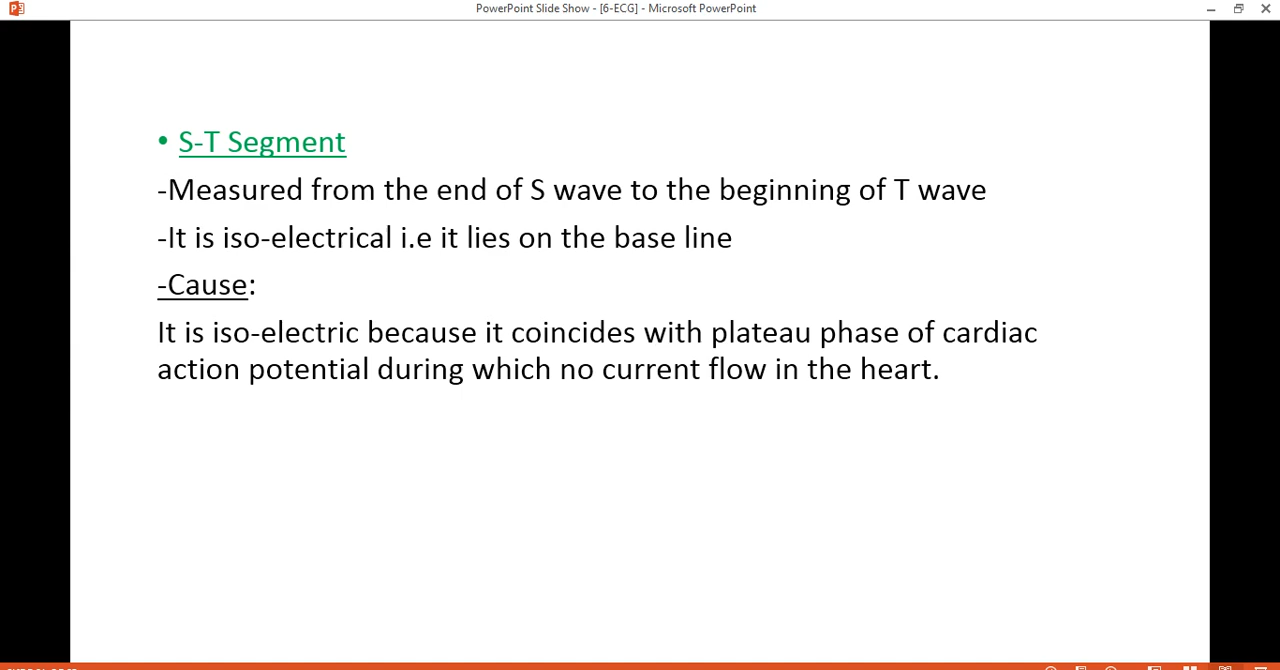 PowerPoint Slide Show - [6-ECG] - Microsoft PowerPoint
• S-T Segment
-Measured from the end of S wave to the beginning of T wave
-It is iso-electrical i.e it lies on the base line
-Cause:
It is iso-electric because it coincides with plateau phase of cardiac
action potential during which no current flow in the heart.